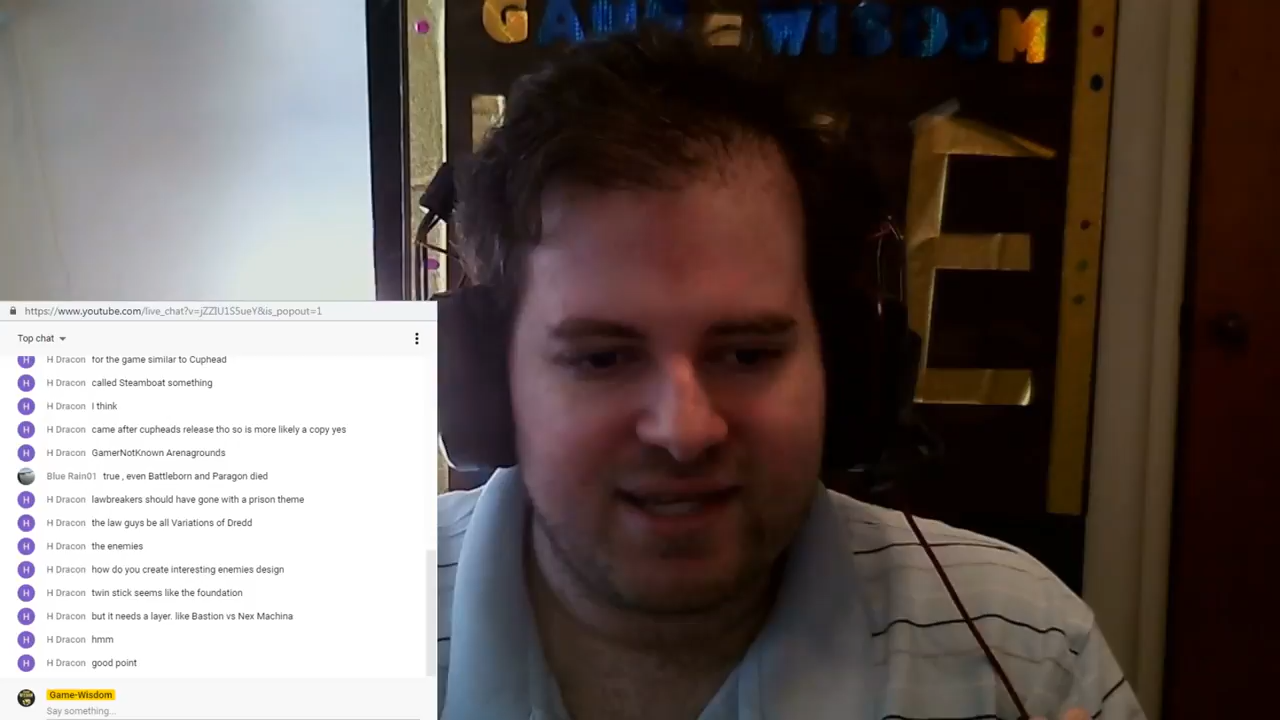 GAME-WISDOM
E
https://www.youtube.com/live_chat?v=jZZIU1S5ueY&is_popout=1
Top chat
H H Dracon for the game similar to Cuphead
H H Dracon called Steamboat something
H H Dracon I think
H H Dracon came after cupheads release tho so is more likely a copy yes
H H Dracon GamerNotKnown Arenagrounds
Blue Rain01 true , even Battleborn and Paragon died
H H Dracon lawbreakers should have gone with a prison theme
H H Dracon the law guys be all Variations of Dredd
H H Dracon the enemies
H H Dracon how do you create interesting enemies design
H H Dracon twin stick seems like the foundation
H H Dracon but it needs a layer. like Bastion vs Nex Machina
H H Dracon hmm
H H Dracon good point
Game-Wisdom
Say something...